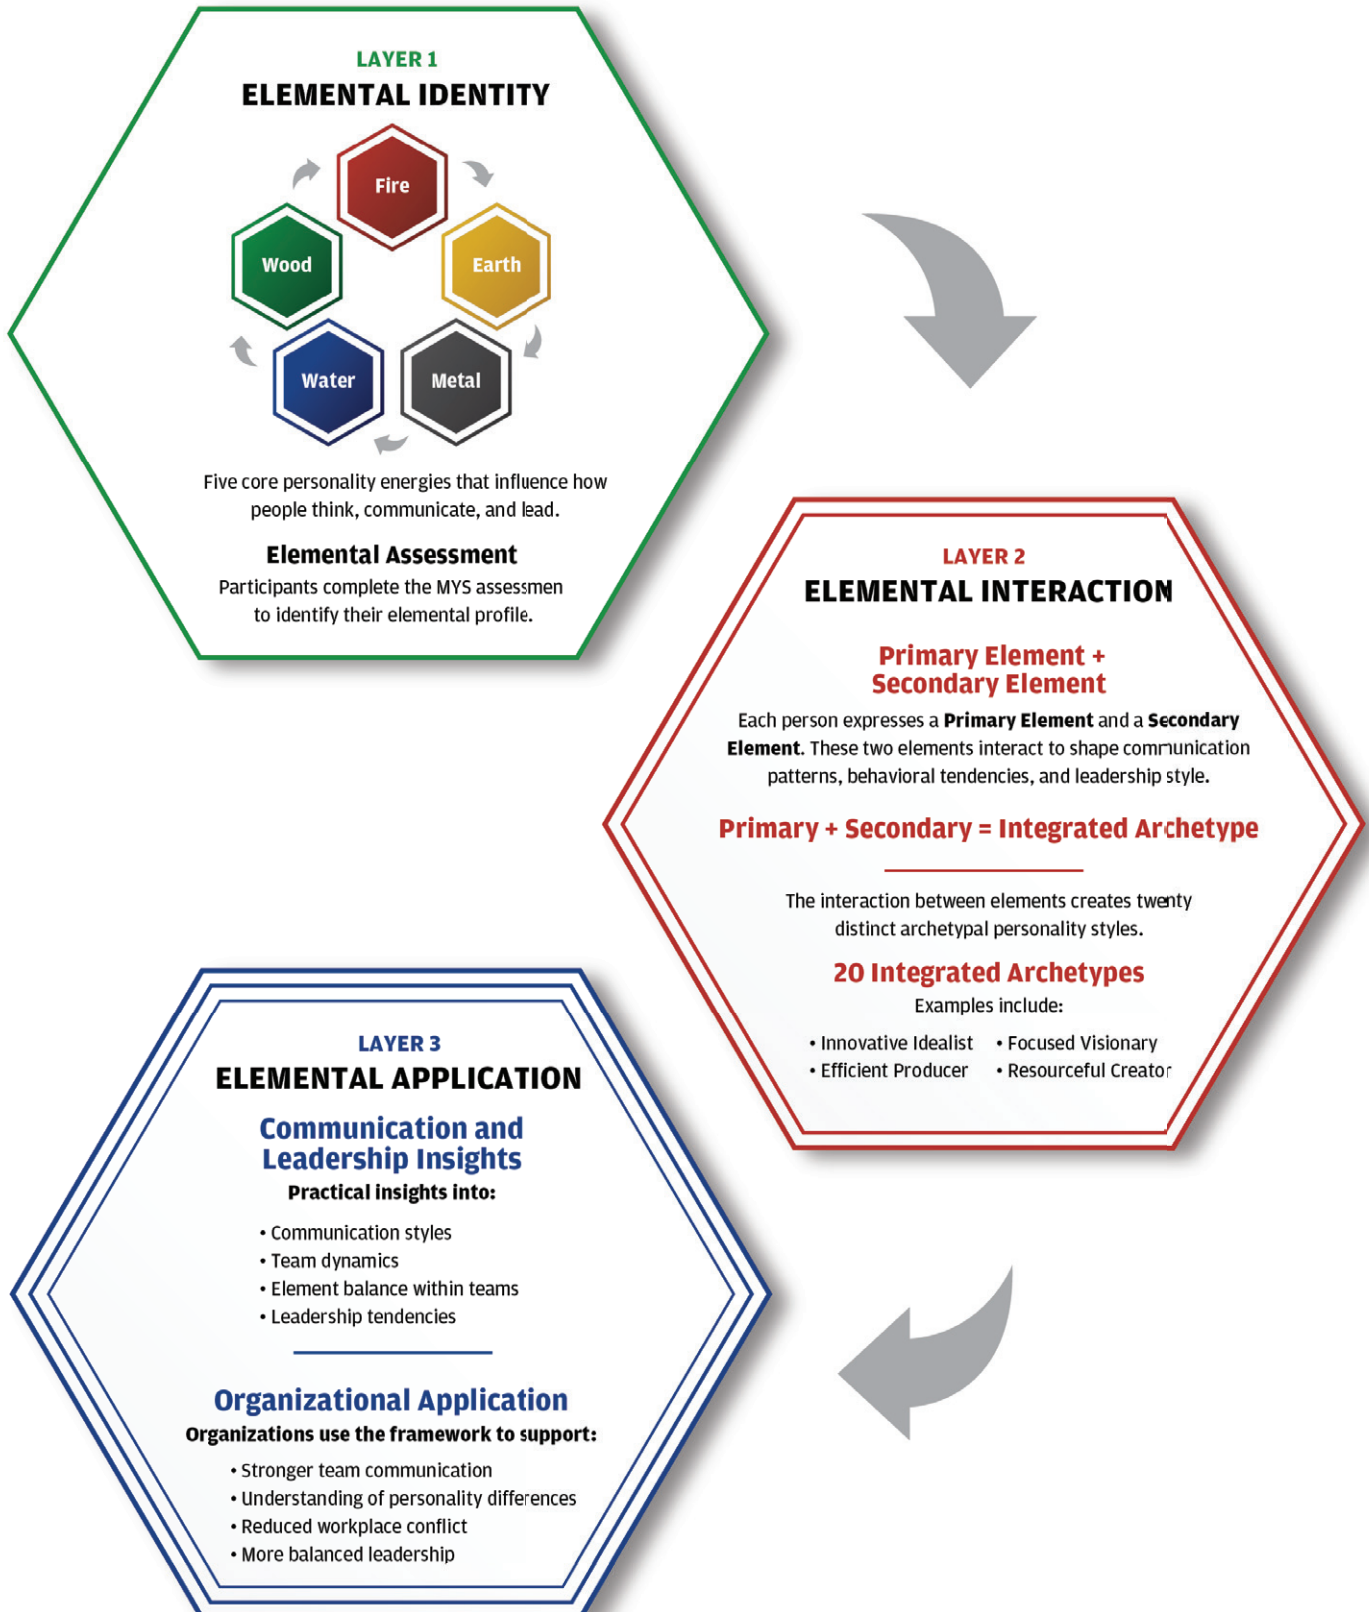 LAYER 1
ELEMENTAL IDENTITY
Fire
Wood
Earth
Water
Metal
Five core personality energies that influence how
people think, communicate, and lead.
Elemental Assessment
Participants complete the MYS assessmen
to identify their elemental profile.
LAYER 2
ELEMENTAL INTERACTION
Primary Element +
Secondary Element
Each person expresses a Primary Element and a Secondary
Element. These two elements interact to shape communication
patterns, behavioral tendencies, and leadership style.
Primary + Secondary = Integrated Archetype
The interaction between elements creates twenty
distinct archetypal personality styles.
20 Integrated Archetypes
Examples include:
• Innovative Idealist • Focused Visionary
• Efficient Producer • Resourceful Creator
LAYER 3
ELEMENTAL APPLICATION
Communication and
Leadership Insights
Practical insights into:
• Communication styles
• Team dynamics
• Element balance within teams
• Leadership tendencies
Organizational Application
Organizations use the framework to support:
• Stronger team communication
• Understanding of personality differences
• Reduced workplace conflict
• More balanced leadership